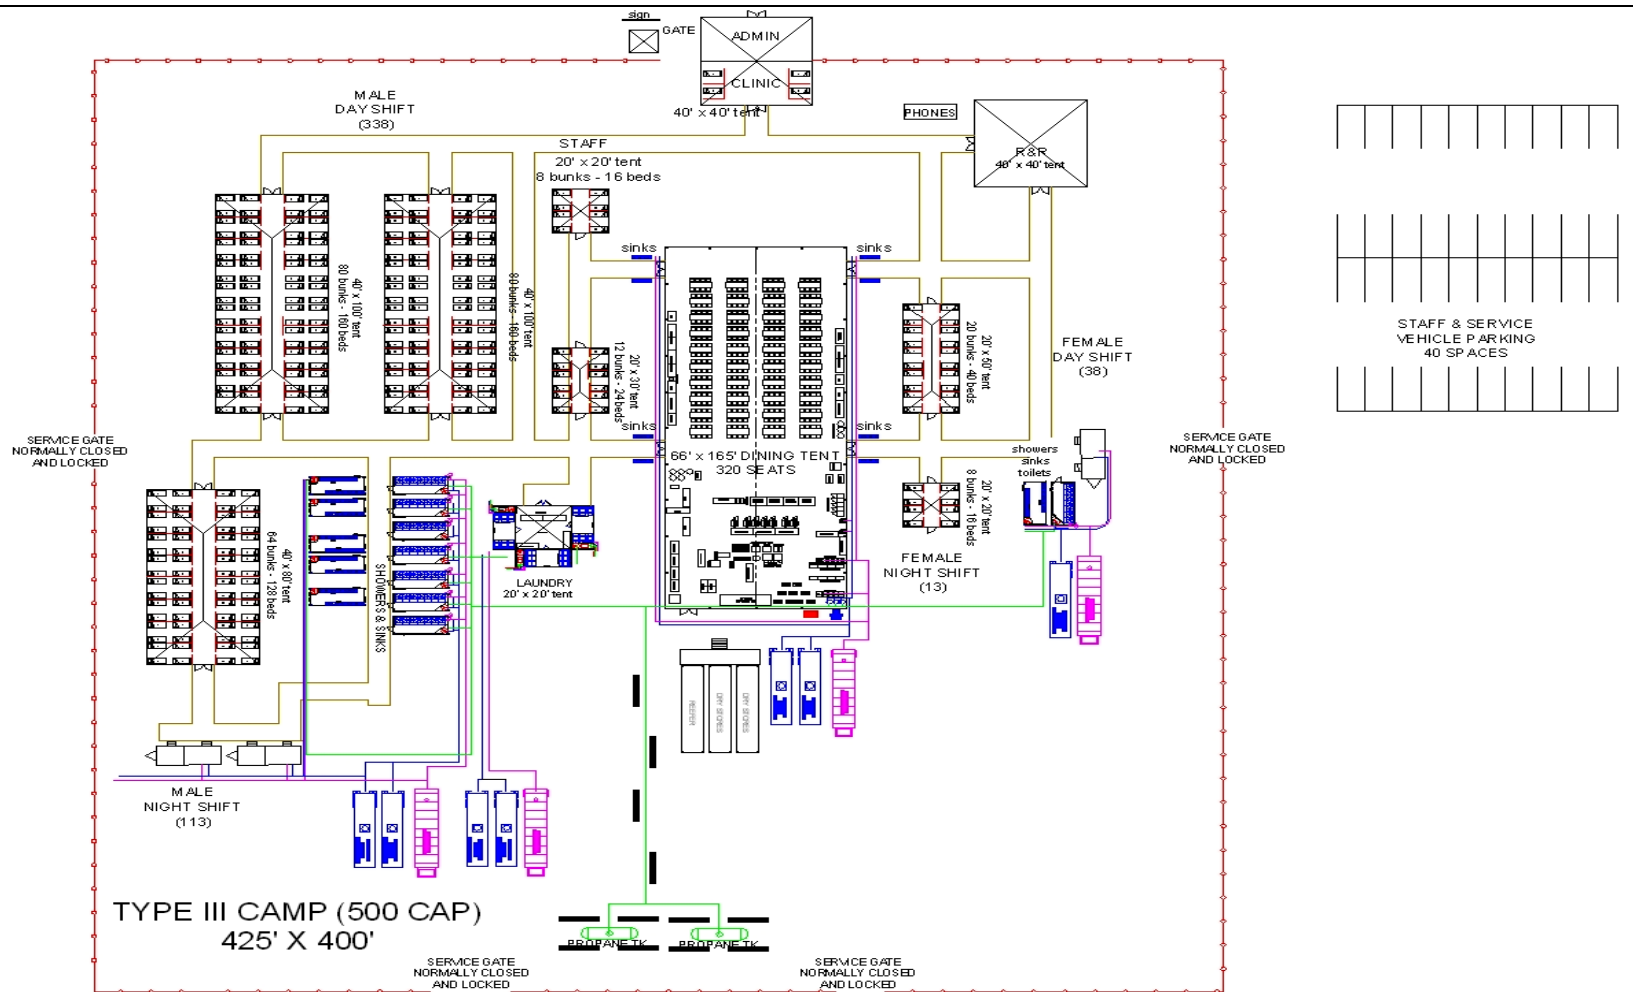 sign
GATE
ADMIN
CLINIC
40' x 40' tent
PHONES
R&R
40' x 40' tent
MALE
DAY SHIFT
(338)
STAFF
20' x 20' tent
8 bunks - 16 beds
sinks
sinks
40' x 100' tent
80 bunks - 160 beds
40' x 100' tent
80 bunks - 160 beds
20' x 30' tent
12 bunks - 24 beds
20' x 50' tent
20 bunks - 40 beds
FEMALE
DAY SHIFT
(38)
STAFF & SERVICE
VEHICLE PARKING
40 SPACES
SERVICE GATE
NORMALLY CLOSED
AND LOCKED
sinks
sinks
66' x 165' DINING TENT
320 SEATS
showers
sinks
toilets
SERVICE GATE
NORMALLY CLOSED
AND LOCKED
20' x 20' tent
8 bunks - 16 beds
40' x 80' tent
64 bunks - 128 beds
SHOWERS & SINKS
LAUNDRY
20' x 20' tent
FEMALE
NIGHT SHIFT
(13)
REEFER
DRY STORES
DRY STORES
MALE
NIGHT SHIFT
(113)
TYPE III CAMP (500 CAP)
425' X 400'
PROPANE TK
PROPANE TK
SERVICE GATE
NORMALLY CLOSED
AND LOCKED
SERVICE GATE
NORMALLY CLOSED
AND LOCKED